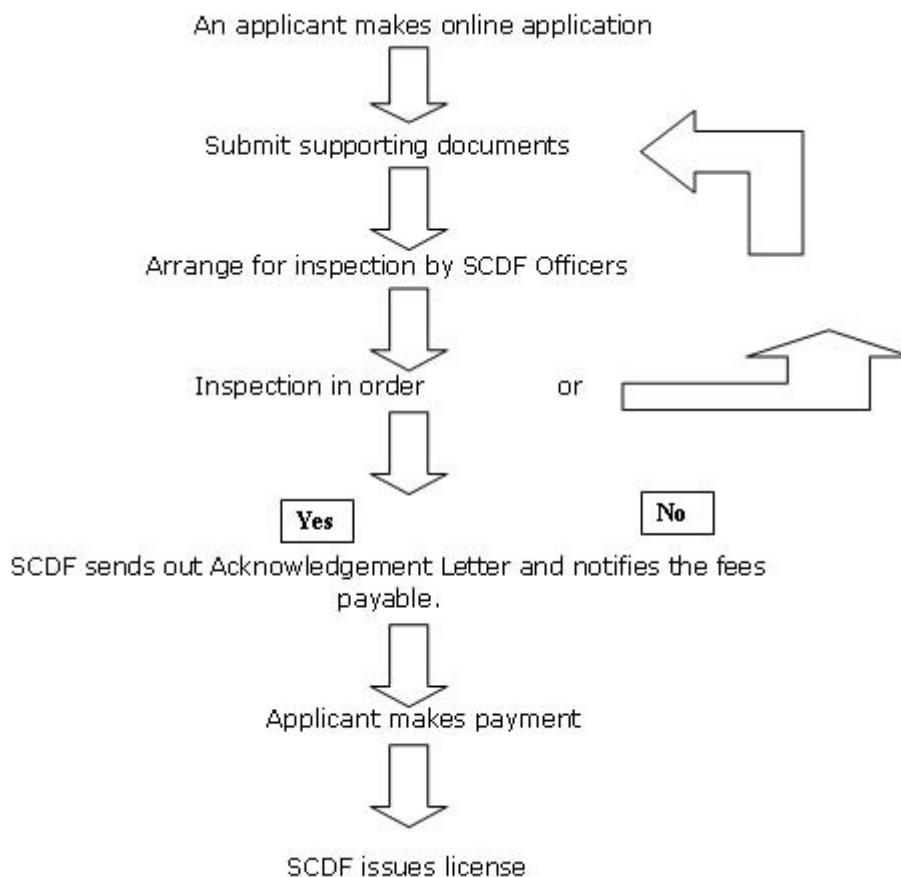 An applicant makes online application
Submit supporting documents
Arrange for inspection by SCDF Officers
Inspection in order or
Yes No
SCDF sends out Acknowledgement Letter and notifies the fees
payable.
Applicant makes payment
SCDF issues license